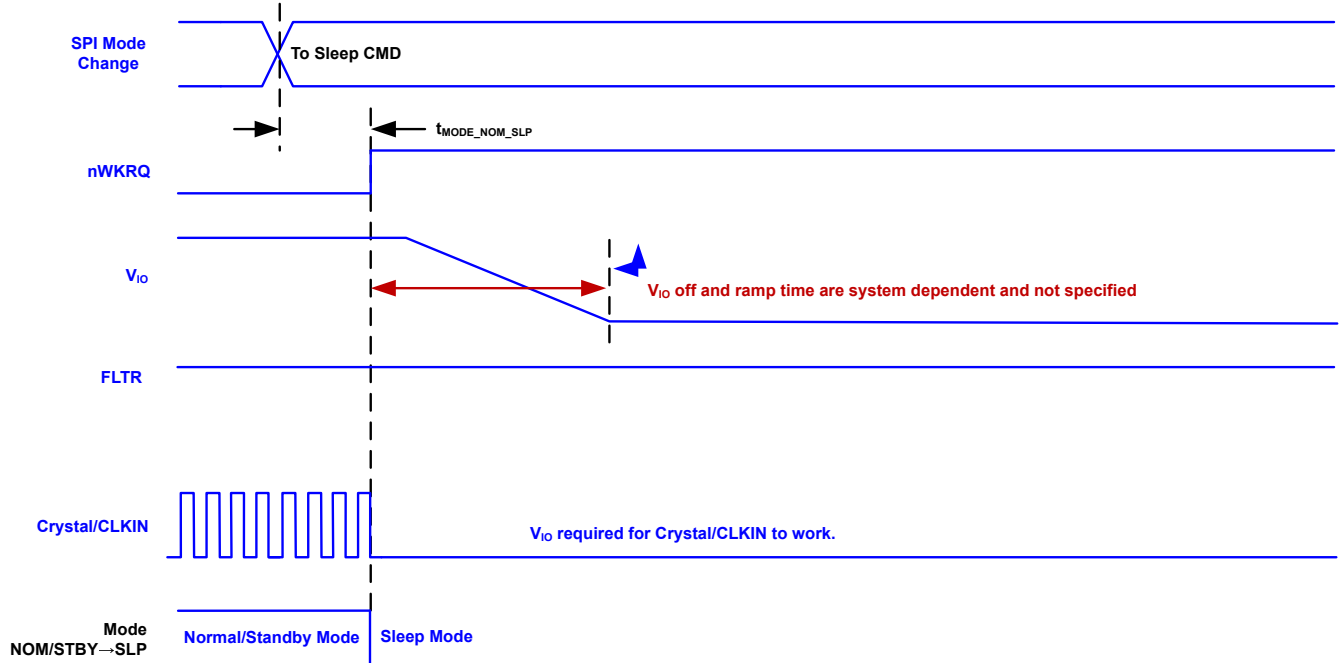 SPI Mode
Change
To Sleep CMD
tMODE_NOM_SLP
nWKRQ
VIO
VIO off and ramp time are system dependent and not specified
FLTR
Crystal/CLKIN
VIO required for Crystal/CLKIN to work.
Mode
NOM/STBY→SLP
Normal/Standby Mode
Sleep Mode